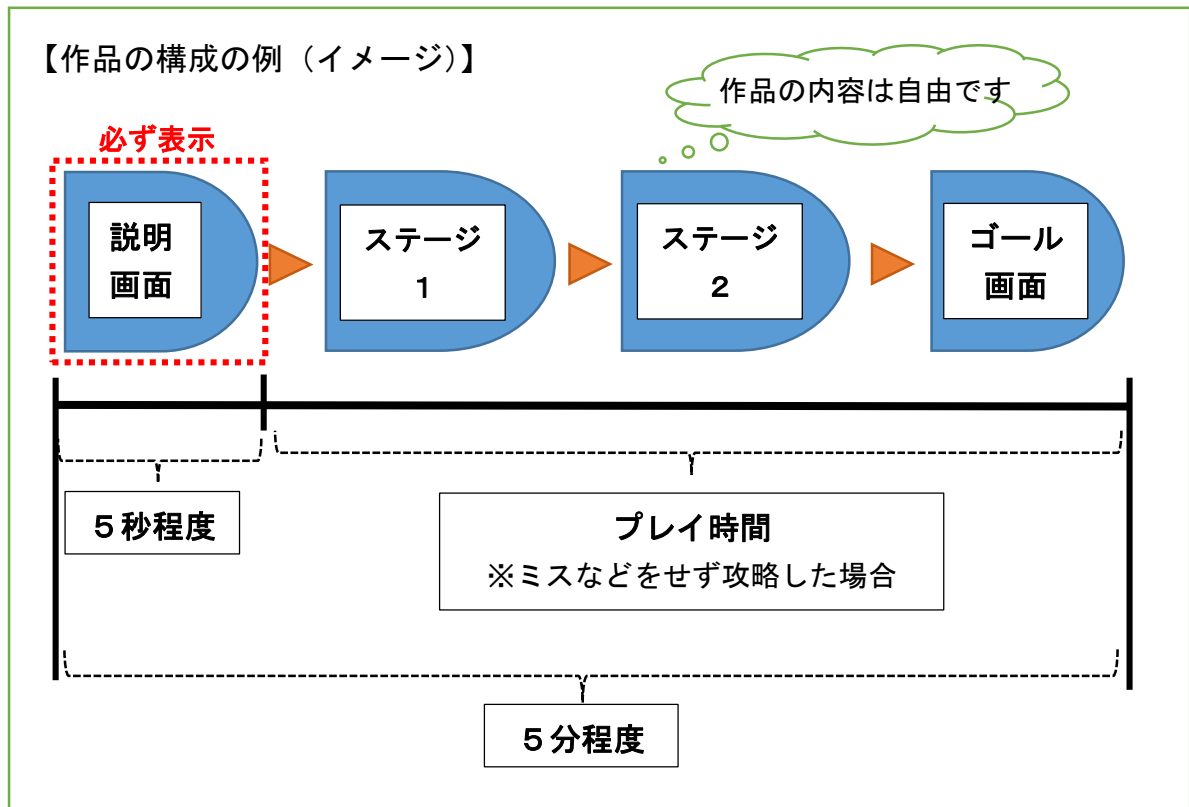 【作品の構成の例（イメージ）】
作品の内容は自由です
必ず表示
説明
画面
ステージ
１
ステージ
２
ゴール
画面
５秒程度
プレイ時間
※ミスなどをせず攻略した場合
５分程度